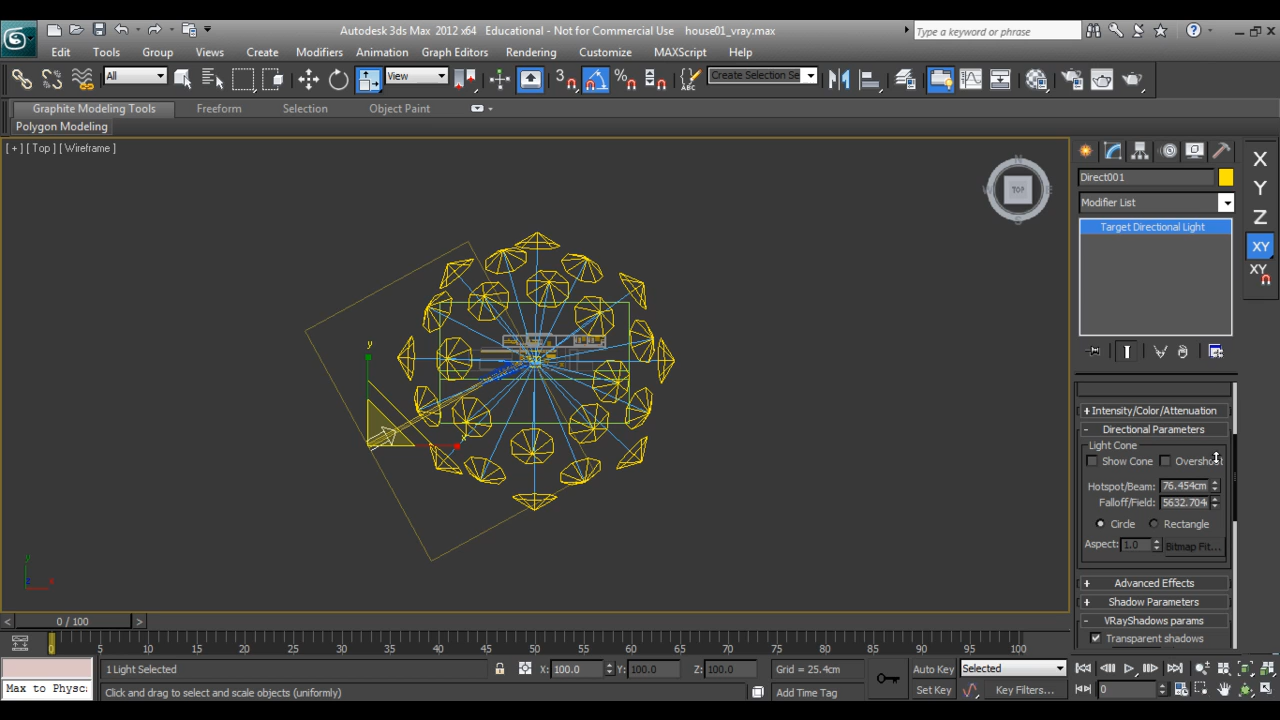 Autodesk 3ds Max 2012 x64 Educational - Not for Commercial Use house01_vray.max
Type a keyword or phrase
Edit Tools Group Views Create Modifiers Animation Graph Editors Rendering Customize MAXScript Help
All View 3 Create Selection Se
Graphite Modeling Tools Freeform Selection Object Paint
Polygon Modeling
[ + ] [ Top ] [ Wireframe ]
TOP
X
Y
Z
XY
XY
Direct001
Modifier List
Target Directional Light
y
x
+ Intensity/Color/Attenuation
- Directional Parameters
Light Cone
Show Cone Overshoot
Hotspot/Beam: 76.454cm
Falloff/Field: 5632.704
Circle Rectangle
Aspect: 1.0 Bitmap Fit...
+ Advanced Effects
+ Shadow Parameters
- VRayShadows params
Transparent shadows
< 0 / 100 >
0 5 10 15 20 25 30 35 40 45 50 55 60 65 70 75 80 85 90 95 100
1 Light Selected X: 100.0 Y: 100.0 Z: 100.0 Grid = 25.4cm Auto Key Selected
Max to Physc Click and drag to select and scale objects (uniformly) Add Time Tag Set Key Key Filters... 0